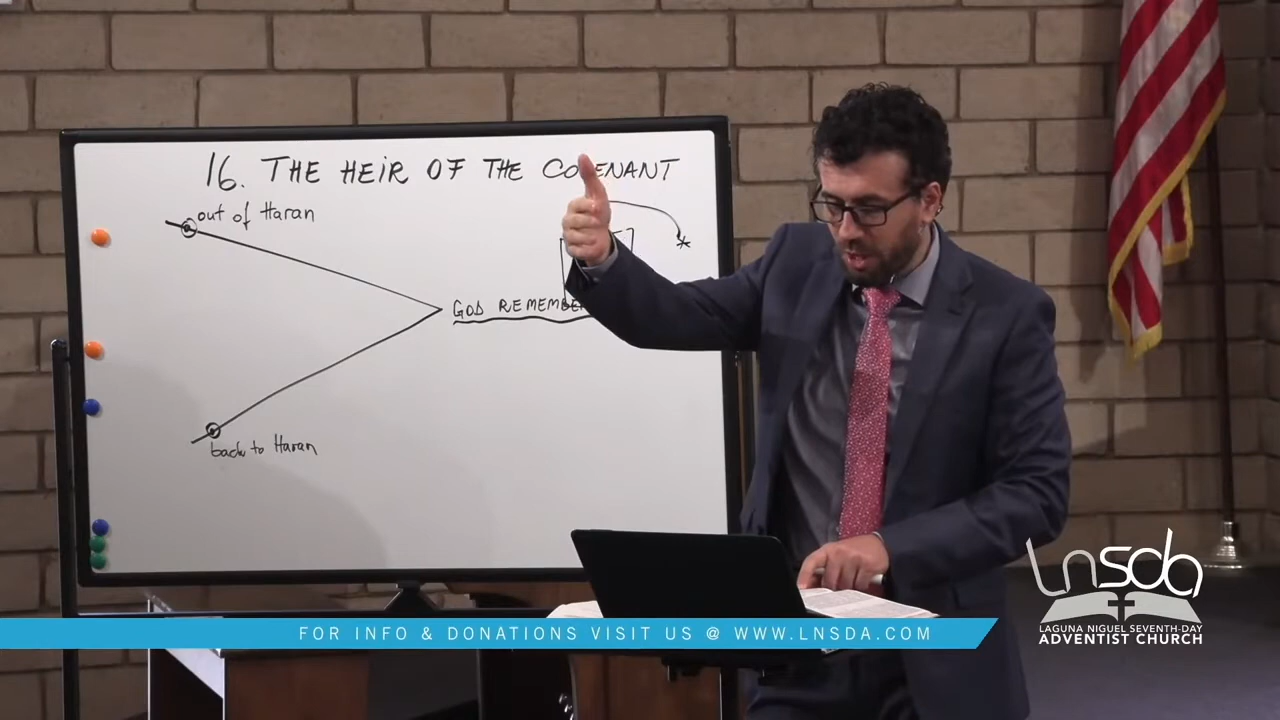 16. THE HEIR OF THE COVENANT
out of Haran
GOD REMEMBE
back to Haran
FOR INFO & DONATIONS VISIT US @ WWW.LNSDA.COM
LNSDA
LAGUNA NIGUEL SEVENTH-DAY
ADVENTIST CHURCH